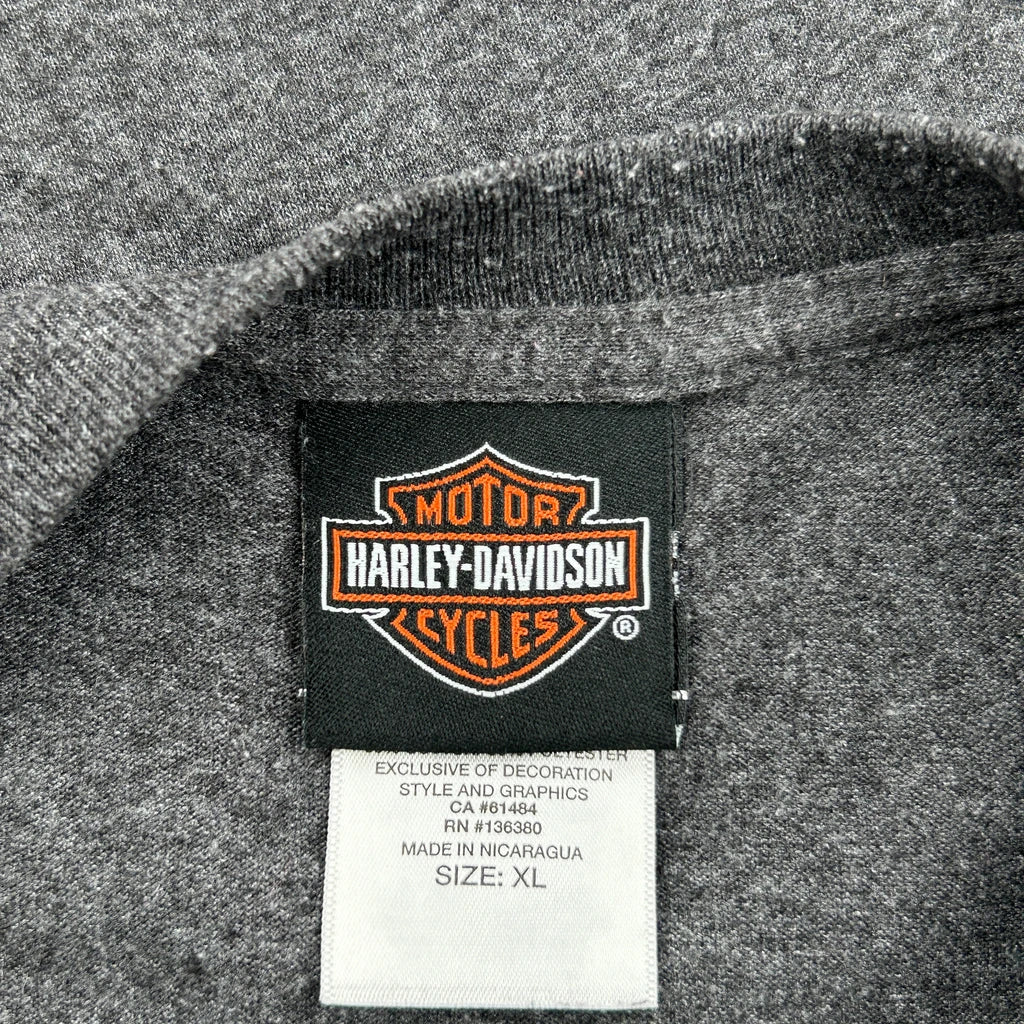 MOTOR
HARLEY-DAVIDSON
CYCLES
®
EXCLUSIVE OF DECORATION
STYLE AND GRAPHICS
CA #61484
RN #136380
MADE IN NICARAGUA
SIZE: XL